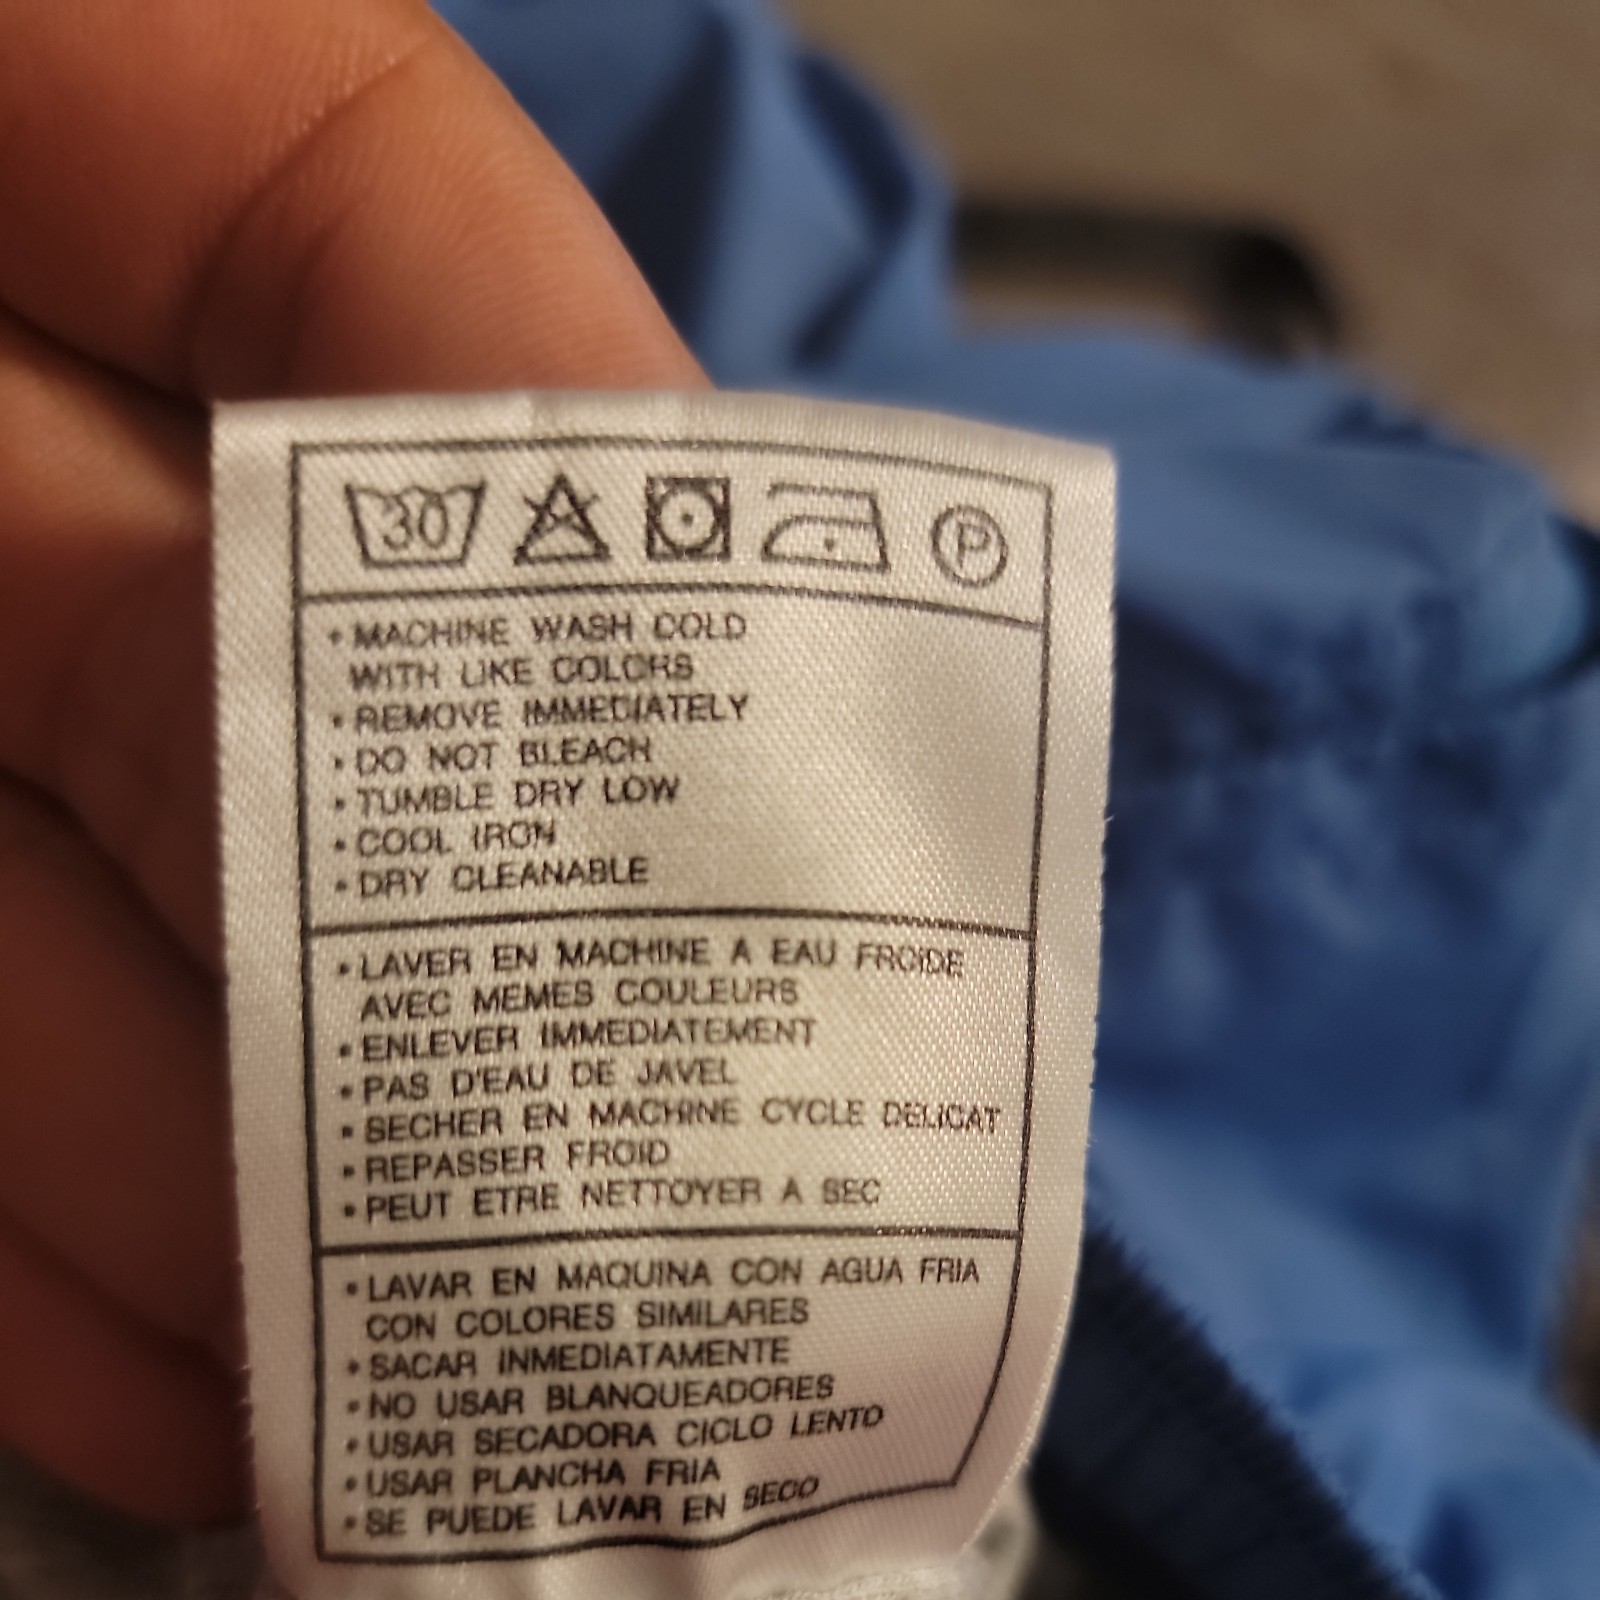 30 P
• MACHINE WASH COLD
WITH LIKE COLORS
• REMOVE IMMEDIATELY
• DO NOT BLEACH
• TUMBLE DRY LOW
• COOL IRON
• DRY CLEANABLE
• LAVER EN MACHINE A EAU FROIDE
AVEC MEMES COULEURS
• ENLEVER IMMEDIATEMENT
• PAS D'EAU DE JAVEL
• SECHER EN MACHINE CYCLE DELICAT
• REPASSER FROID
• PEUT ETRE NETTOYER A SEC
• LAVAR EN MAQUINA CON AGUA FRIA
CON COLORES SIMILARES
• SACAR INMEDIATAMENTE
• NO USAR BLANQUEADORES
• USAR SECADORA CICLO LENTO
• USAR PLANCHA FRIA
• SE PUEDE LAVAR EN SECO